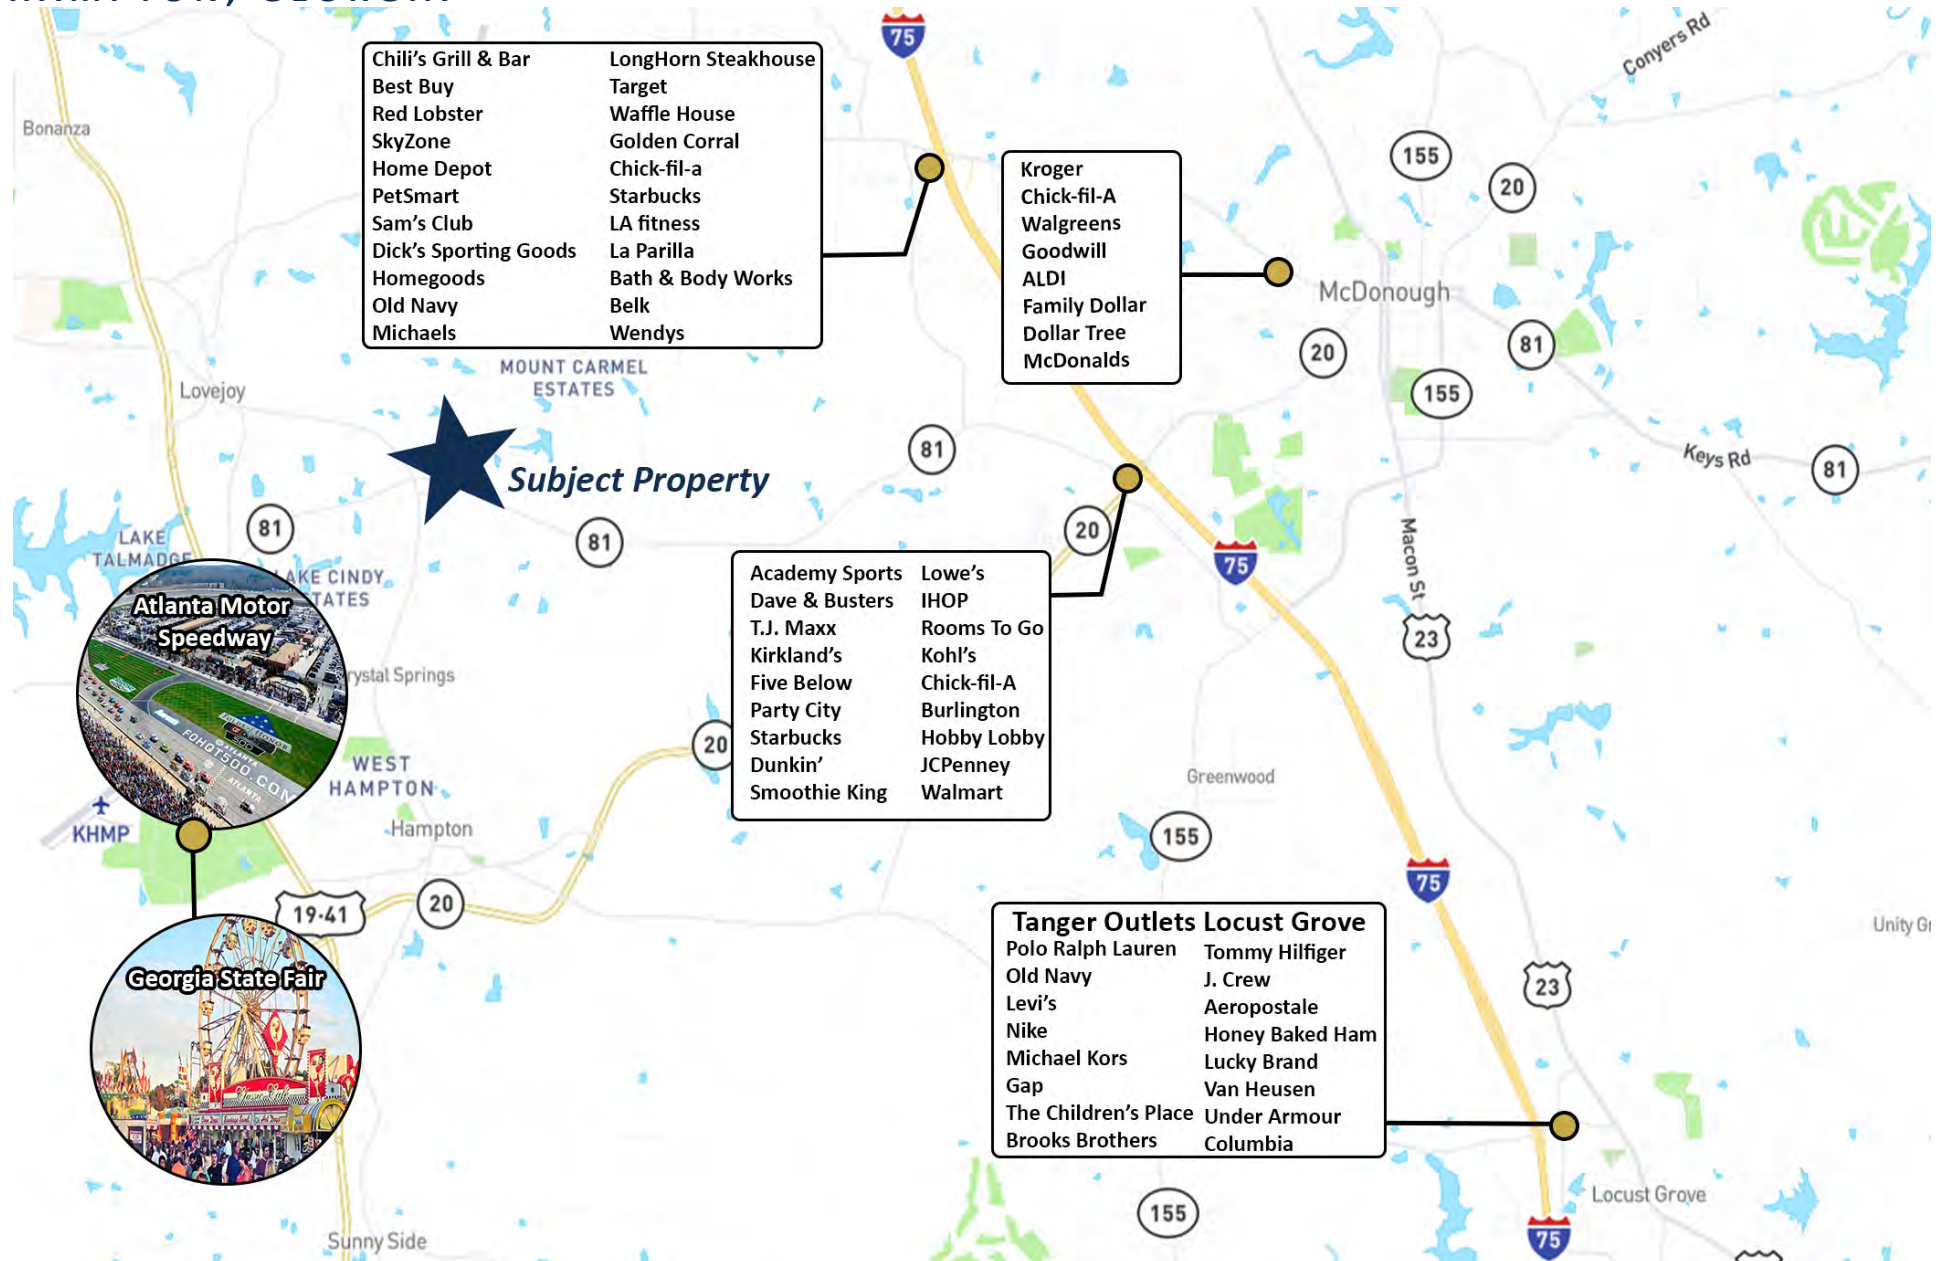 GEORGIA
75
Conyers Rd
Bonanza
Chili's Grill & Bar
Best Buy
Red Lobster
SkyZone
Home Depot
PetSmart
Sam's Club
Dick's Sporting Goods
Homegoods
Old Navy
Michaels
LongHorn Steakhouse
Target
Waffle House
Golden Corral
Chick-fil-a
Starbucks
LA fitness
La Parilla
Bath & Body Works
Belk
Wendys
Kroger
Chick-fil-A
Walgreens
Goodwill
ALDI
Family Dollar
Dollar Tree
McDonalds
155
20
McDonough
20
81
155
MOUNT CARMEL
ESTATES
Lovejoy
Subject Property
81
Keys Rd
81
81
81
20
75
LAKE
TALMADGE
LAKE CINDY
ESTATES
Macon St
23
Atlanta Motor
Speedway
FOHQT500.COM
ATLANTA
ATLANTA
rystal Springs
Academy Sports
Dave & Busters
T.J. Maxx
Kirkland's
Five Below
Party City
Starbucks
Dunkin'
Smoothie King
Lowe's
IHOP
Rooms To Go
Kohl's
Chick-fil-A
Burlington
Hobby Lobby
JCPenney
Walmart
20
WEST
HAMPTON
KHMP
Hampton
Greenwood
155
75
19-41
20
Unity Gr
Georgia State Fair
Tanger Outlets Locust Grove
Polo Ralph Lauren
Old Navy
Levi's
Nike
Michael Kors
Gap
The Children's Place
Brooks Brothers
Tommy Hilfiger
J. Crew
Aeropostale
Honey Baked Ham
Lucky Brand
Van Heusen
Under Armour
Columbia
23
Locust Grove
155
75
Sunny Side